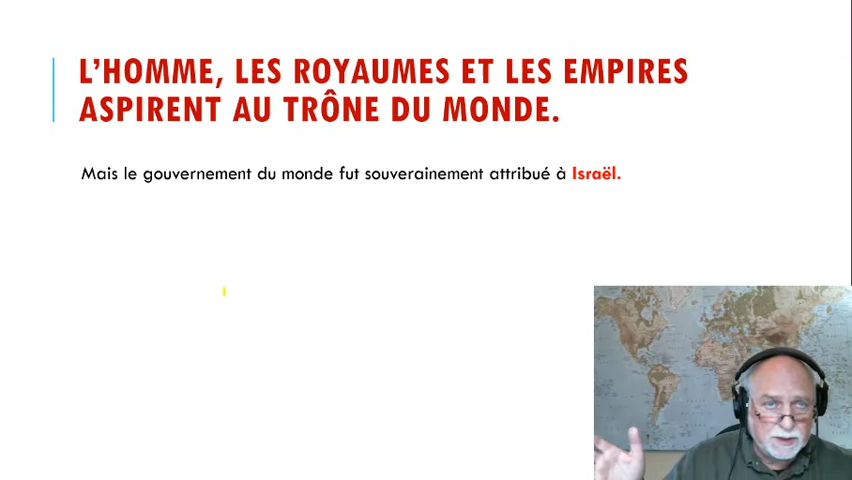 L'HOMME, LES ROYAUMES ET LES EMPIRES
ASPIRENT AU TRÔNE DU MONDE.
Mais le gouvernement du monde fut souverainement attribué à Israël.